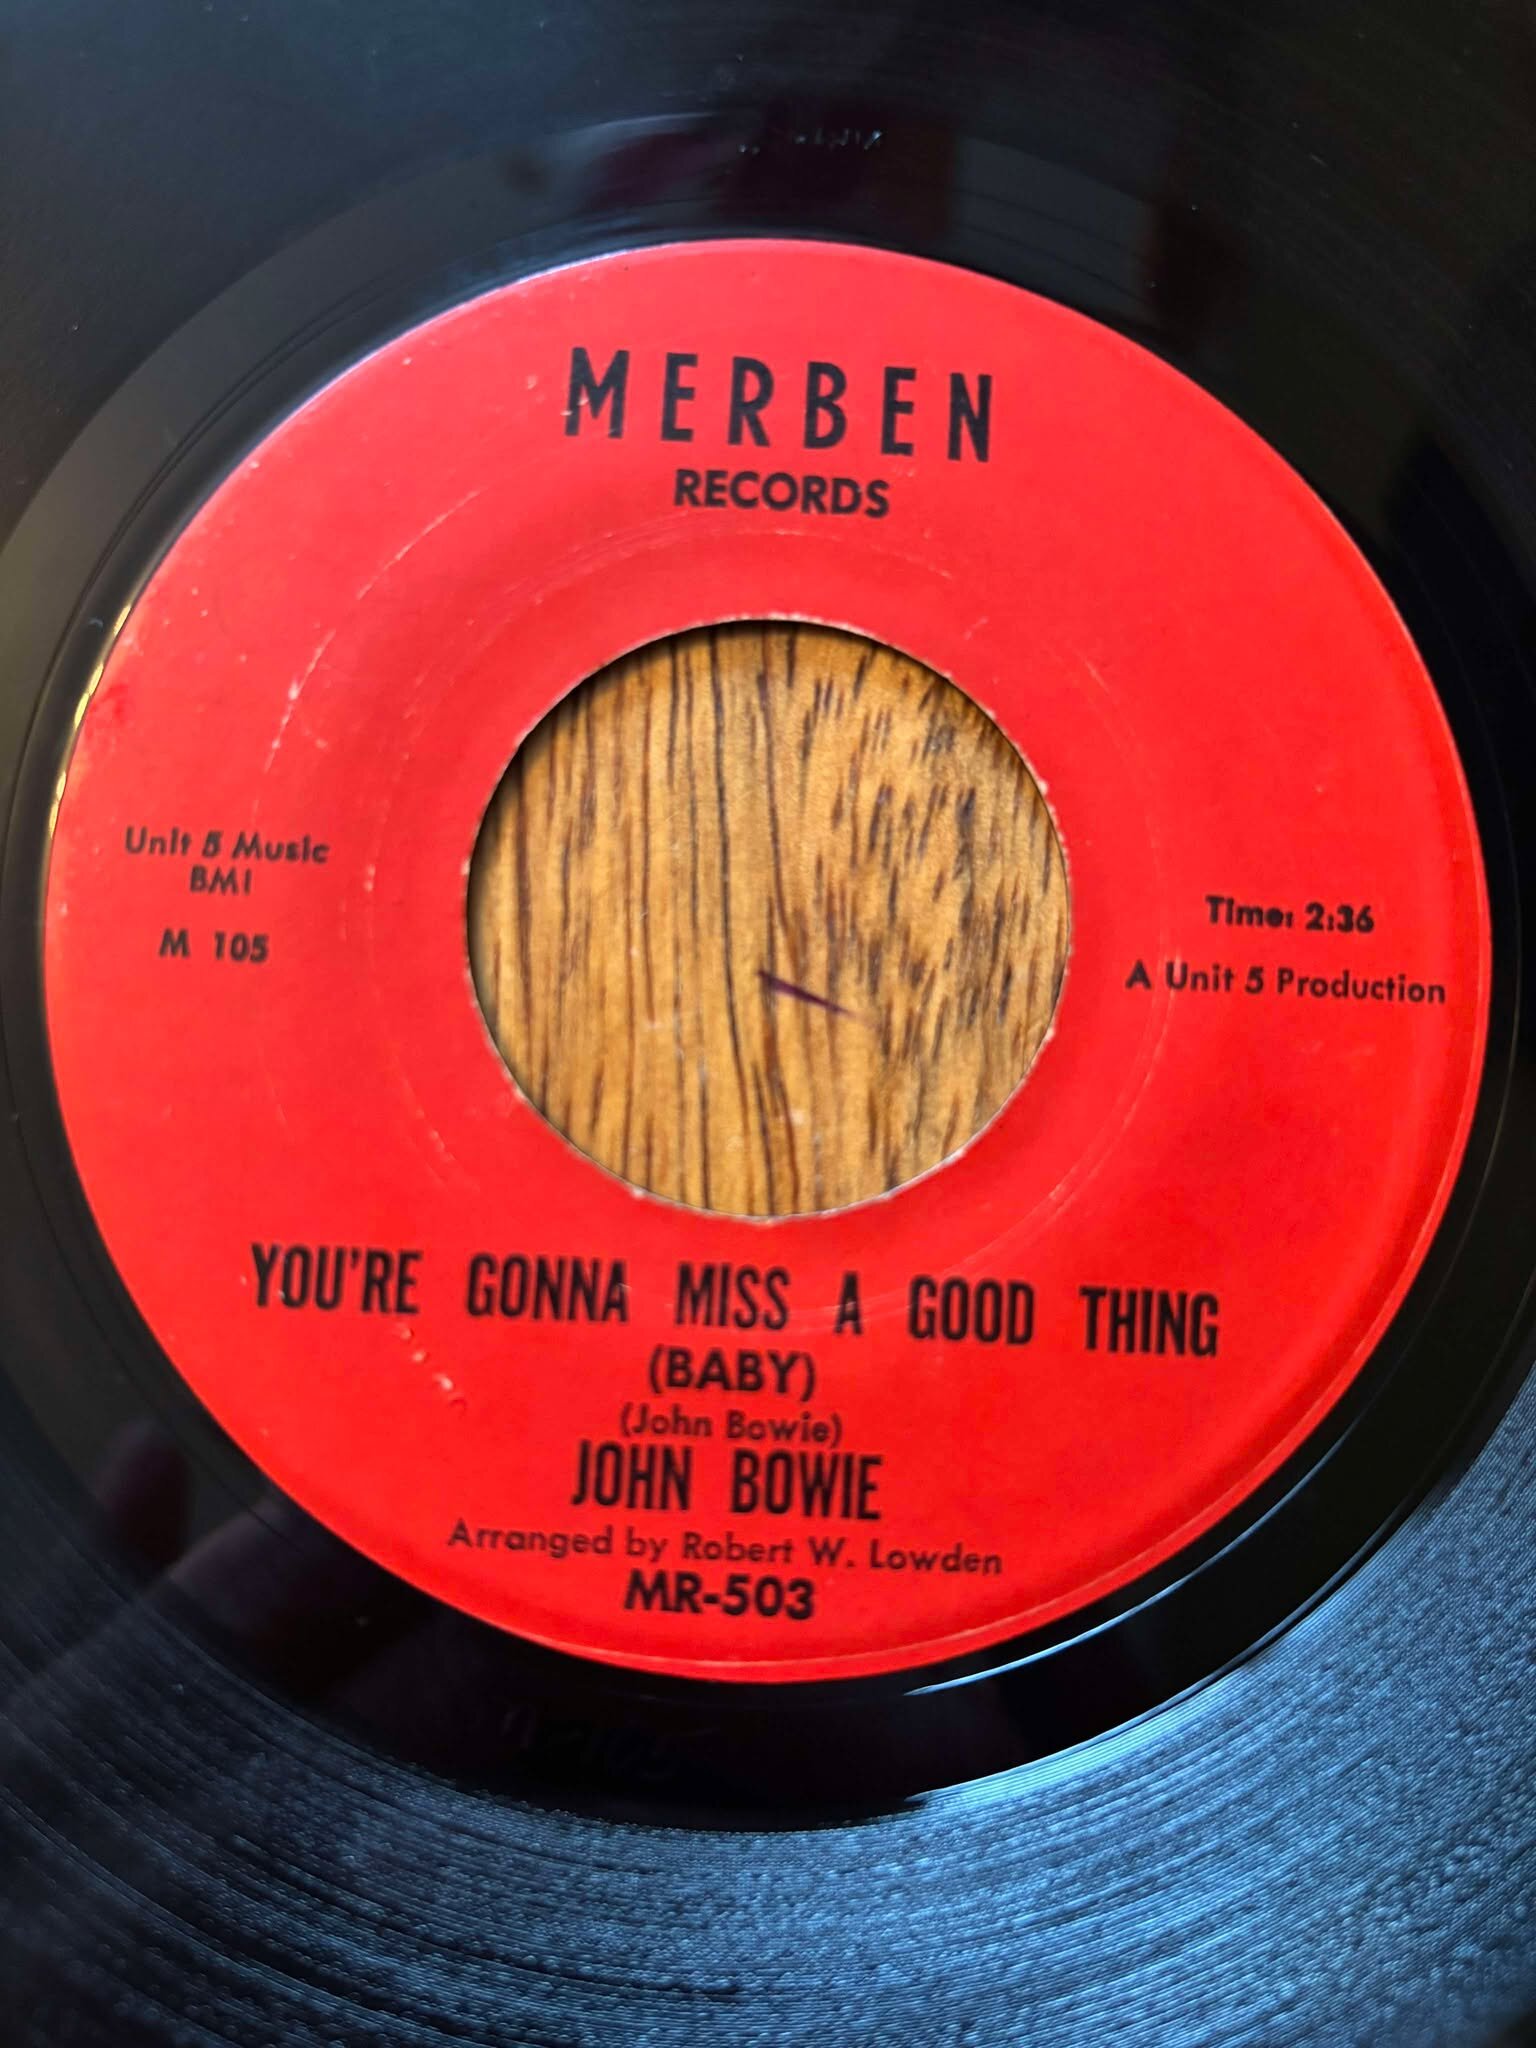 MERBEN
RECORDS
Unit 5 Music
BMI
M 105
Time: 2:36
A Unit 5 Production
YOU'RE GONNA MISS A GOOD THING
(BABY)
(John Bowie)
JOHN BOWIE
Arranged by Robert W. Lowden
MR-503